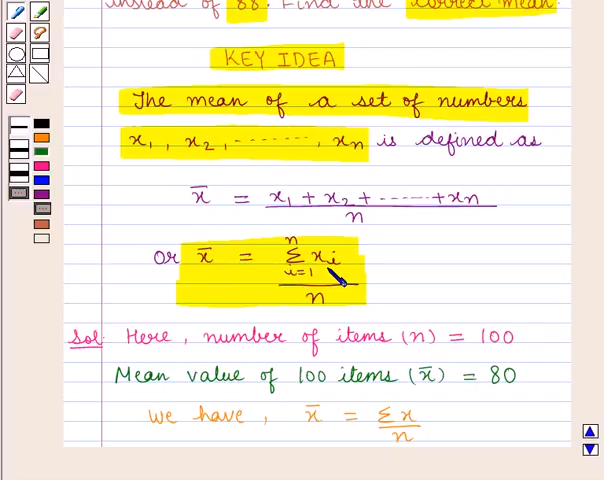 instead of 88. Find the correct mean.
KEY IDEA
The mean of a set of numbers
x₁, x₂, ........, xₙ is defined as
x̄ = x₁ + x₂ + ...... + xₙ / n
Or x̄ = Σᵢ₌₁ⁿ xᵢ / n
Sol: Here, number of items (n) = 100
Mean value of 100 items (x̄) = 80
We have, x̄ = Σx / n